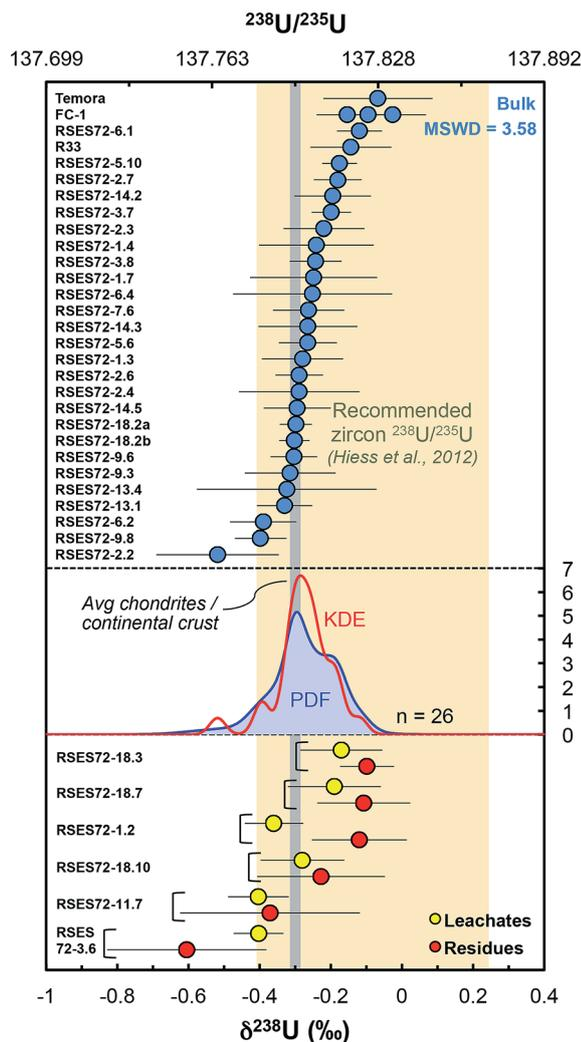 ²³⁸U/²³⁵U
137.699 137.763 137.828 137.892
Temora
FC-1
RSES72-6.1
R33
RSES72-5.10
RSES72-2.7
RSES72-14.2
RSES72-3.7
RSES72-2.3
RSES72-1.4
RSES72-3.8
RSES72-1.7
RSES72-6.4
RSES72-7.6
RSES72-14.3
RSES72-5.6
RSES72-1.3
RSES72-2.6
RSES72-2.4
RSES72-14.5
RSES72-18.2a
RSES72-18.2b
RSES72-9.6
RSES72-9.3
RSES72-13.4
RSES72-13.1
RSES72-6.2
RSES72-9.8
RSES72-2.2
Bulk
MSWD = 3.58
Recommended
zircon ²³⁸U/²³⁵U
(Hiess et al., 2012)
7
6
5
4
3
2
1
0
Avg chondrites /
continental crust
KDE
PDF
n = 26
RSES72-18.3
RSES72-18.7
RSES72-1.2
RSES72-18.10
RSES72-11.7
RSES
72-3.6
Leachates
Residues
-1 -0.8 -0.6 -0.4 -0.2 0 0.2 0.4
δ²³⁸U (‰)